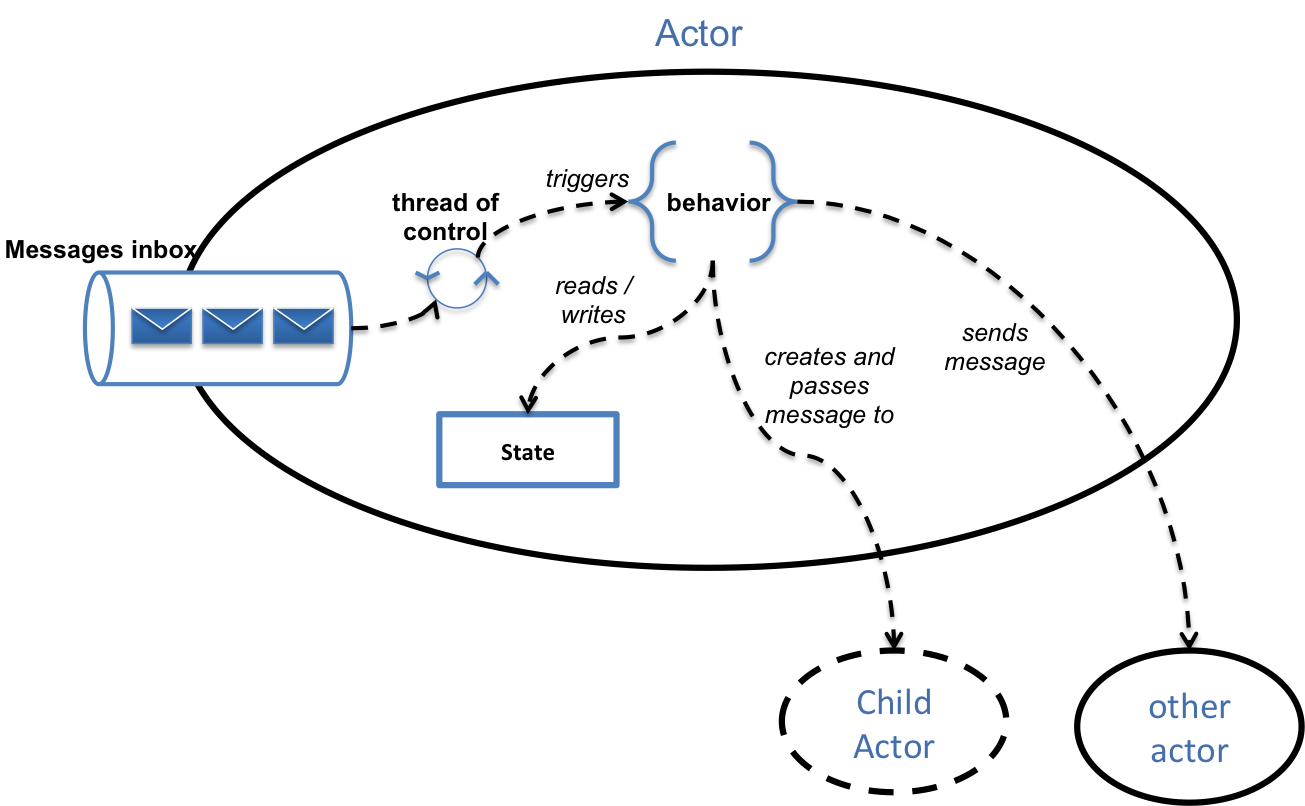 Actor
triggers
thread of
control
behavior
Messages inbox
reads /
writes
sends
message
creates and
passes
message to
State
Child
Actor
other
actor